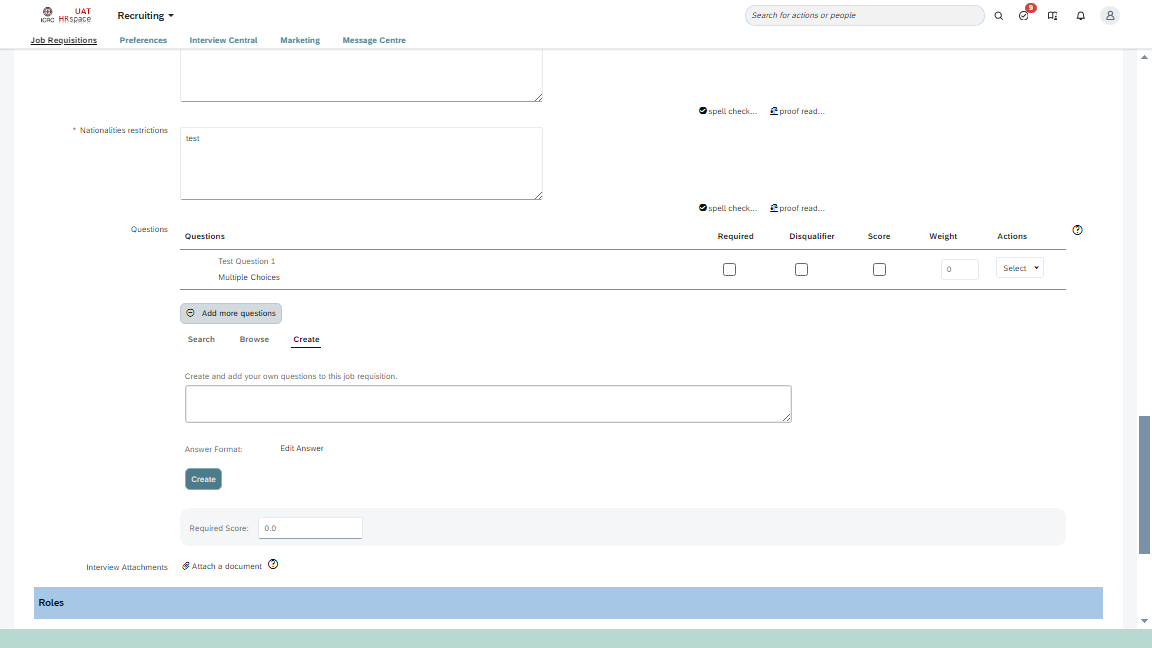 ICRC UAT HRspace
Recruiting
Search for actions or people
9
Job Requisitions Preferences Interview Central Marketing Message Centre
spell check... proof read...
* Nationalities restrictions
test
spell check... proof read...
Questions
Questions Required Disqualifier Score Weight Actions
Test Question 1
Multiple Choices
0 Select
Add more questions
Search Browse Create
Create and add your own questions to this job requisition.
Answer Format: Edit Answer
Create
Required Score: 0.0
Interview Attachments Attach a document
Roles